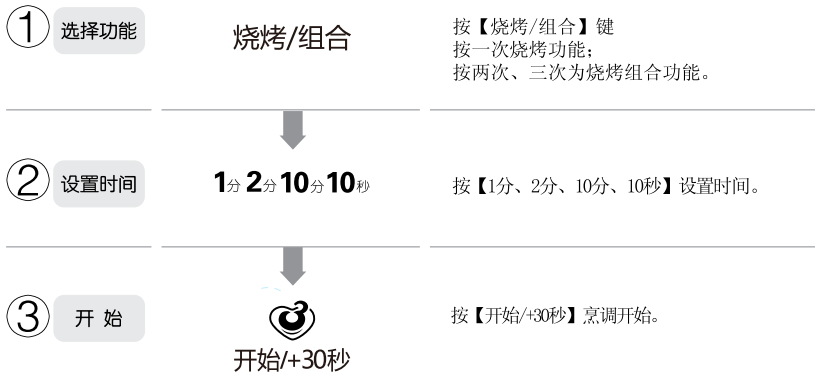 ① 选择功能
烧烤/组合
按【烧烤/组合】键
按一次烧烤功能；
按两次、三次为烧烤组合功能。
② 设置时间
1分 2分 10分 10秒
按【1分、2分、10分、10秒】设置时间。
③ 开 始
开始/+30秒
按【开始/+30秒】烹调开始。